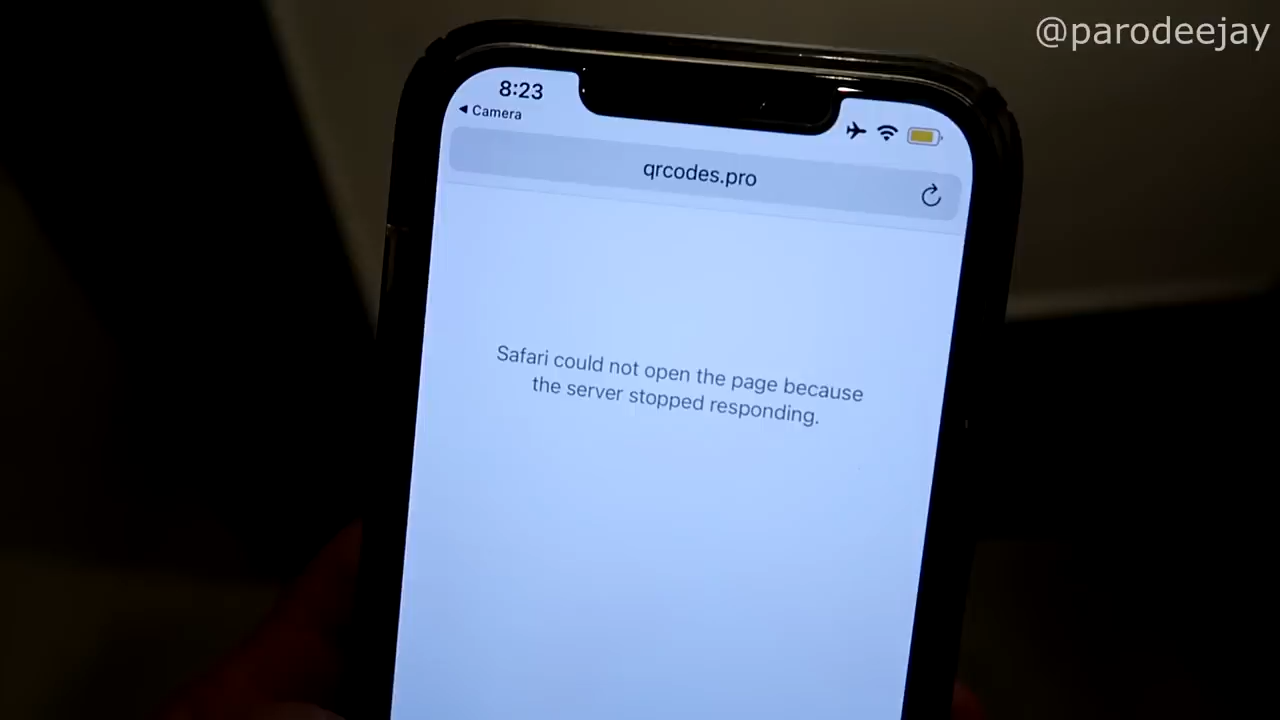 @parodeejay
8:23
Camera
qrcodes.pro
Safari could not open the page because
the server stopped responding.